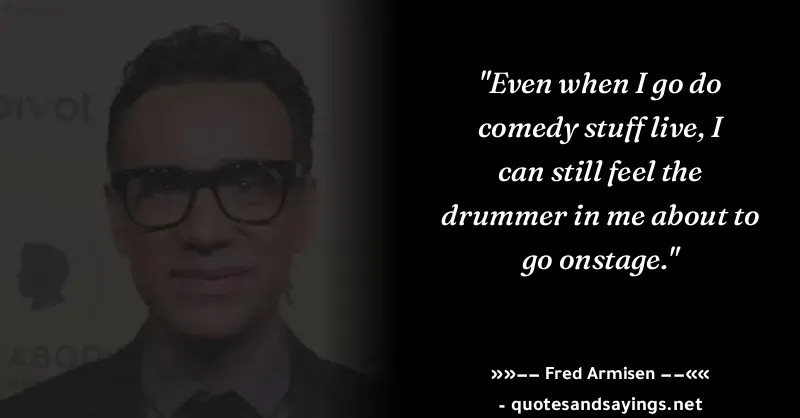 pivot
"Even when I go do
comedy stuff live, I
can still feel the
drummer in me about to
go onstage."
»»-- Fred Armisen --««
- quotesandsayings.net